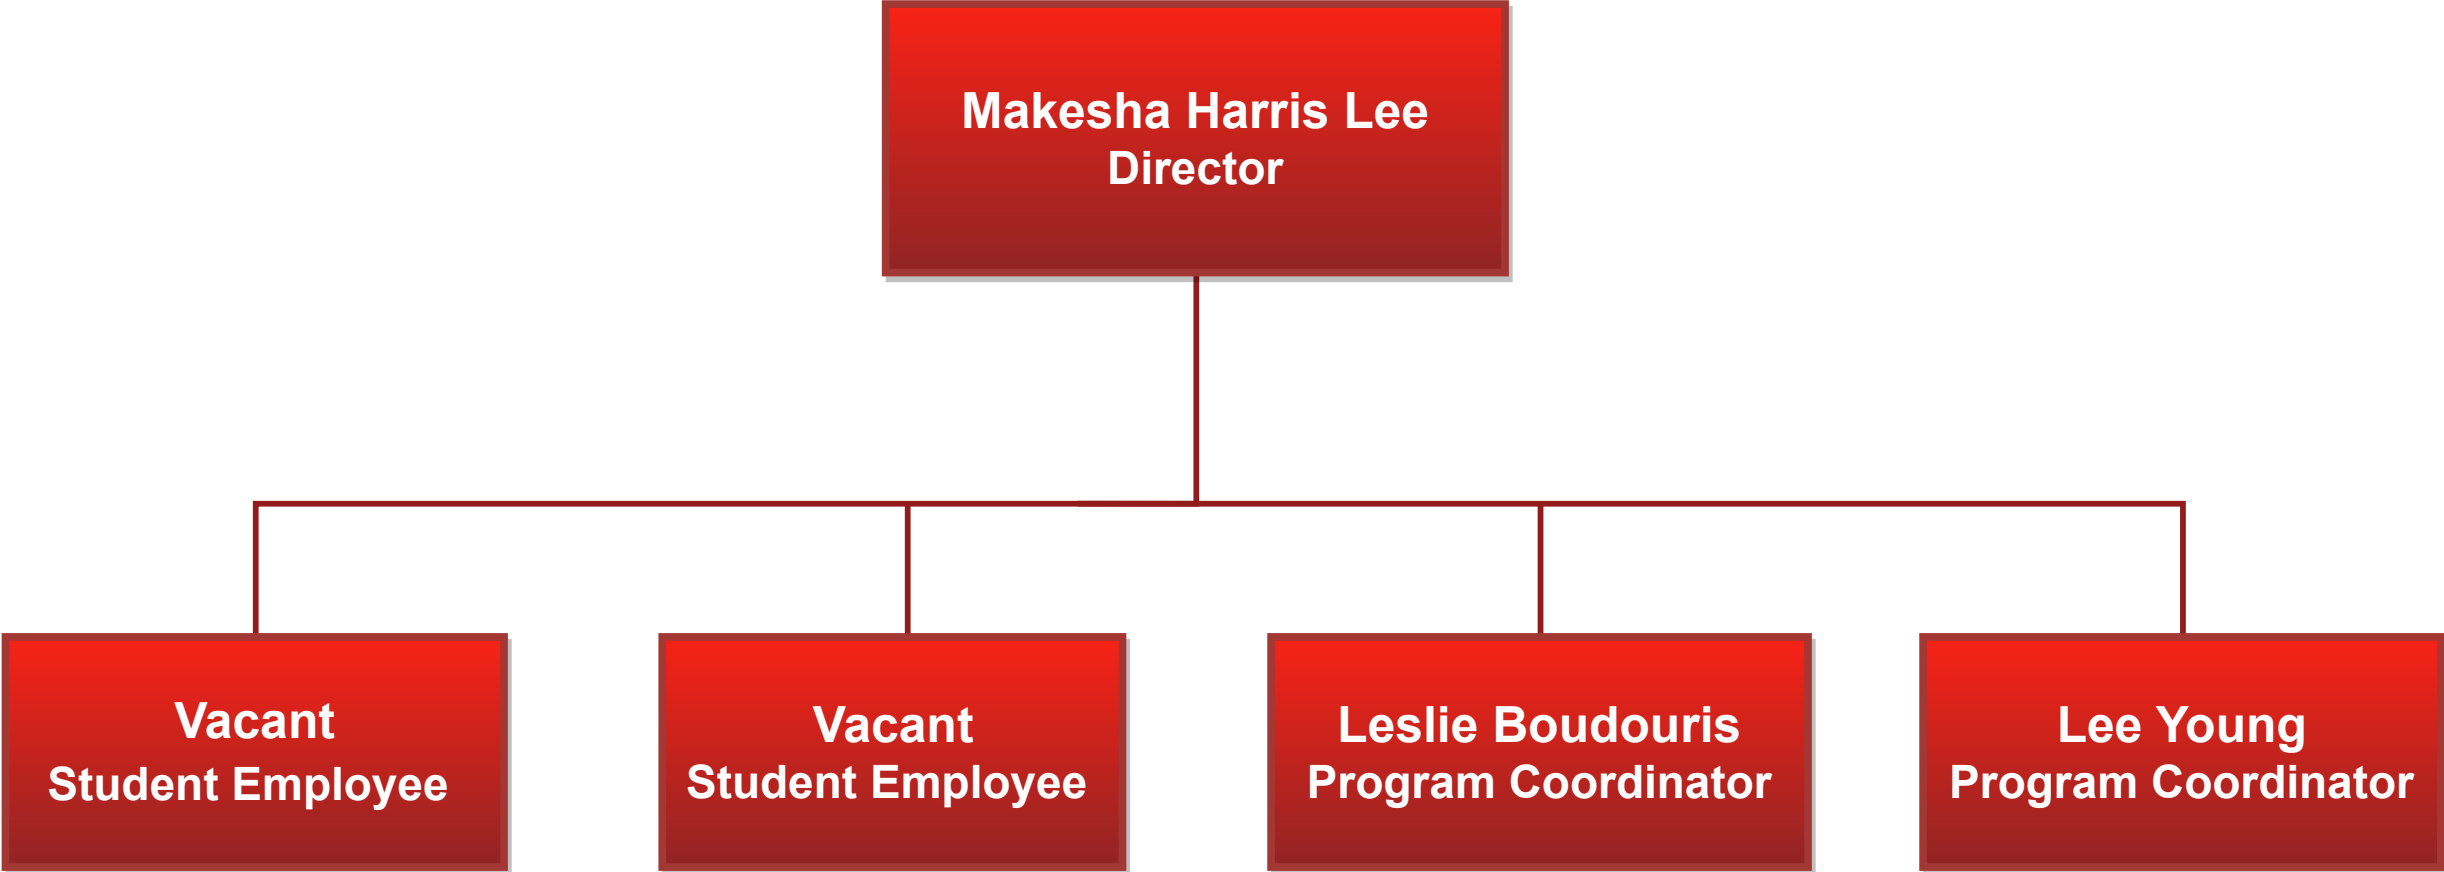 Makesha Harris Lee
Director
Vacant
Student Employee
Vacant
Student Employee
Leslie Boudouris
Program Coordinator
Lee Young
Program Coordinator